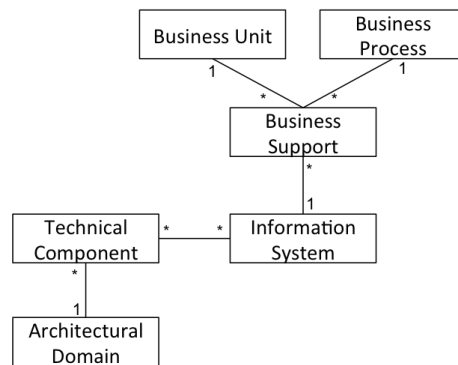 Business Unit
Business
Process
1
1
*
*
Business
Support
*
1
Technical
Component
*
*
Information
System
*
1
Architectural
Domain